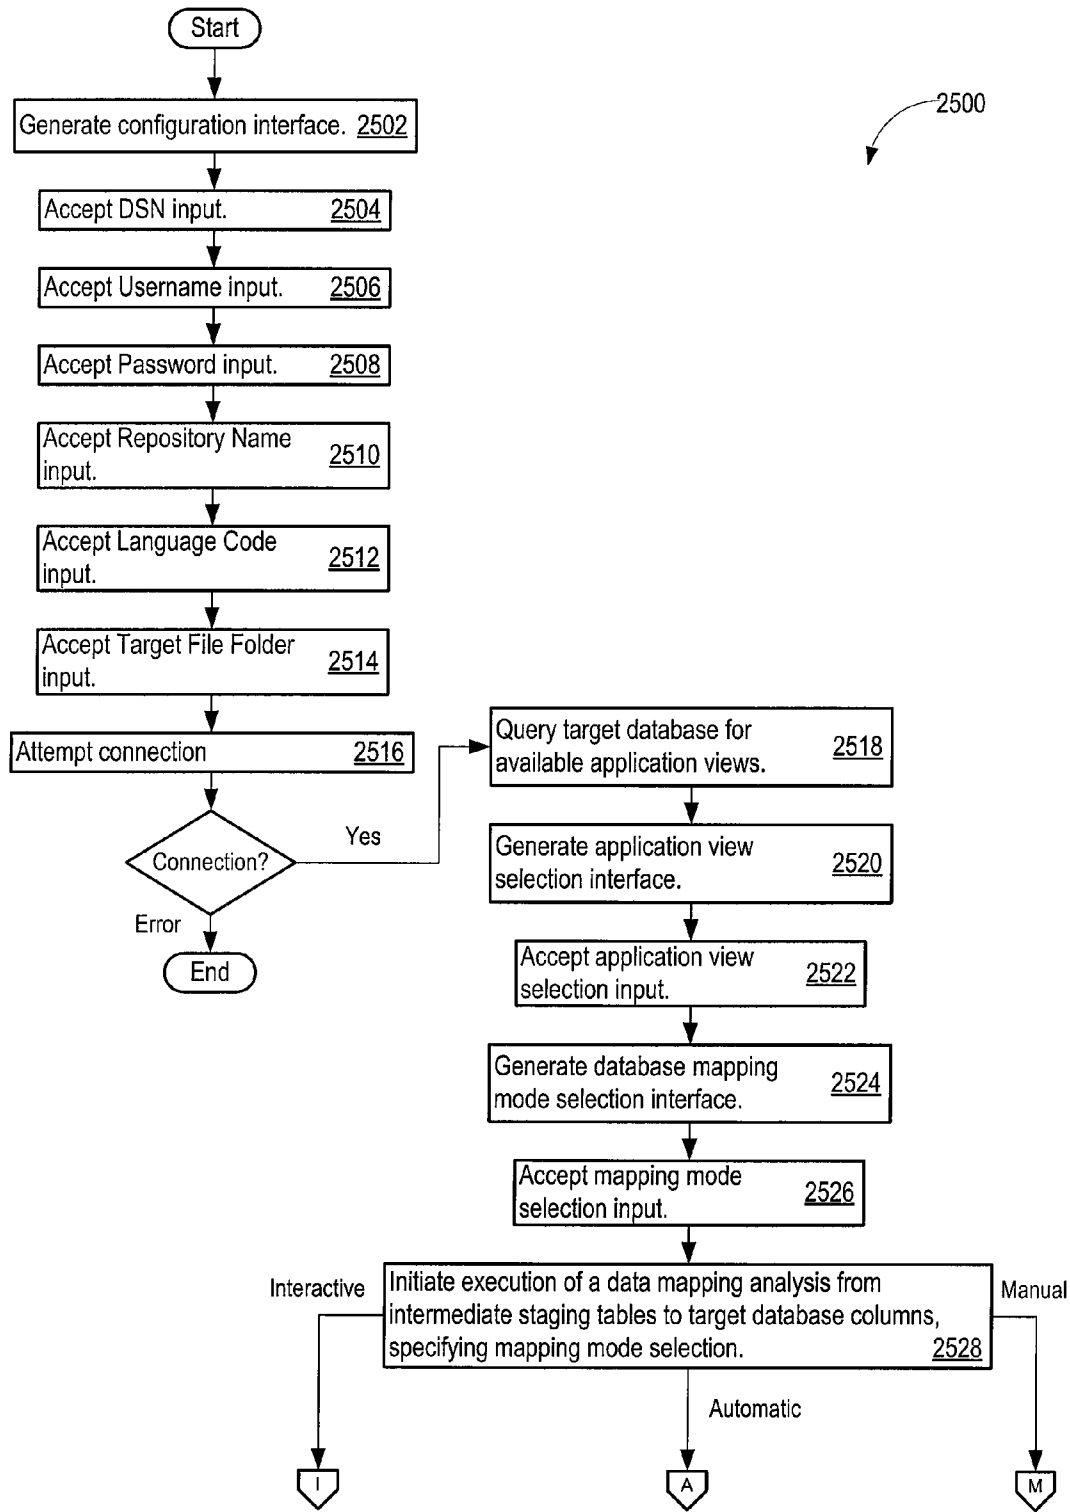 Start
2500
Generate configuration interface. 2502
Accept DSN input. 2504
Accept Username input. 2506
Accept Password input. 2508
Accept Repository Name
input. 2510
Accept Language Code
input. 2512
Accept Target File Folder
input. 2514
Attempt connection 2516
Connection?
Yes
Error
End
Query target database for
available application views. 2518
Generate application view
selection interface. 2520
Accept application view
selection input. 2522
Generate database mapping
mode selection interface. 2524
Accept mapping mode
selection input. 2526
Initiate execution of a data mapping analysis from
intermediate staging tables to target database columns,
specifying mapping mode selection. 2528
Interactive
Manual
Automatic
I
A
M